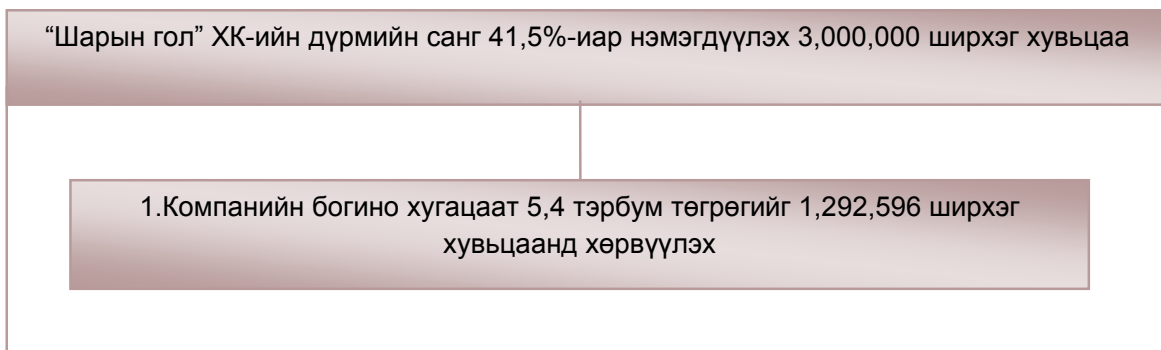 “Шарын гол” ХК-ийн дүрмийн санг 41,5%-иар нэмэгдүүлэх 3,000,000 ширхэг хувьцаа
1.Компанийн богино хугацаат 5,4 тэрбум төгрөгийг 1,292,596 ширхэг
хувьцаанд хөрвүүлэх